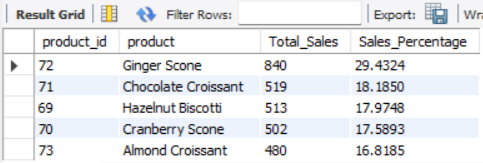 Result Grid Filter Rows: Export: Wra
product_id product Total_Sales Sales_Percentage
72 Ginger Scone 840 29.4324
71 Chocolate Croissant 519 18.1850
69 Hazelnut Biscotti 513 17.9748
70 Cranberry Scone 502 17.5893
73 Almond Croissant 480 16.8185